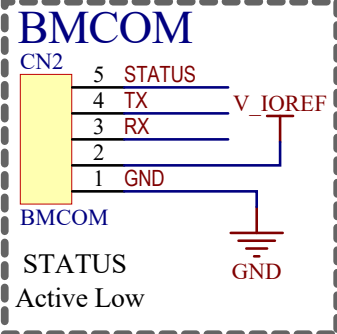 BMCOM
CN2
5 STATUS
4 TX
V_IOREF
3 RX
2
1 GND
BMCOM
STATUS
GND
Active Low